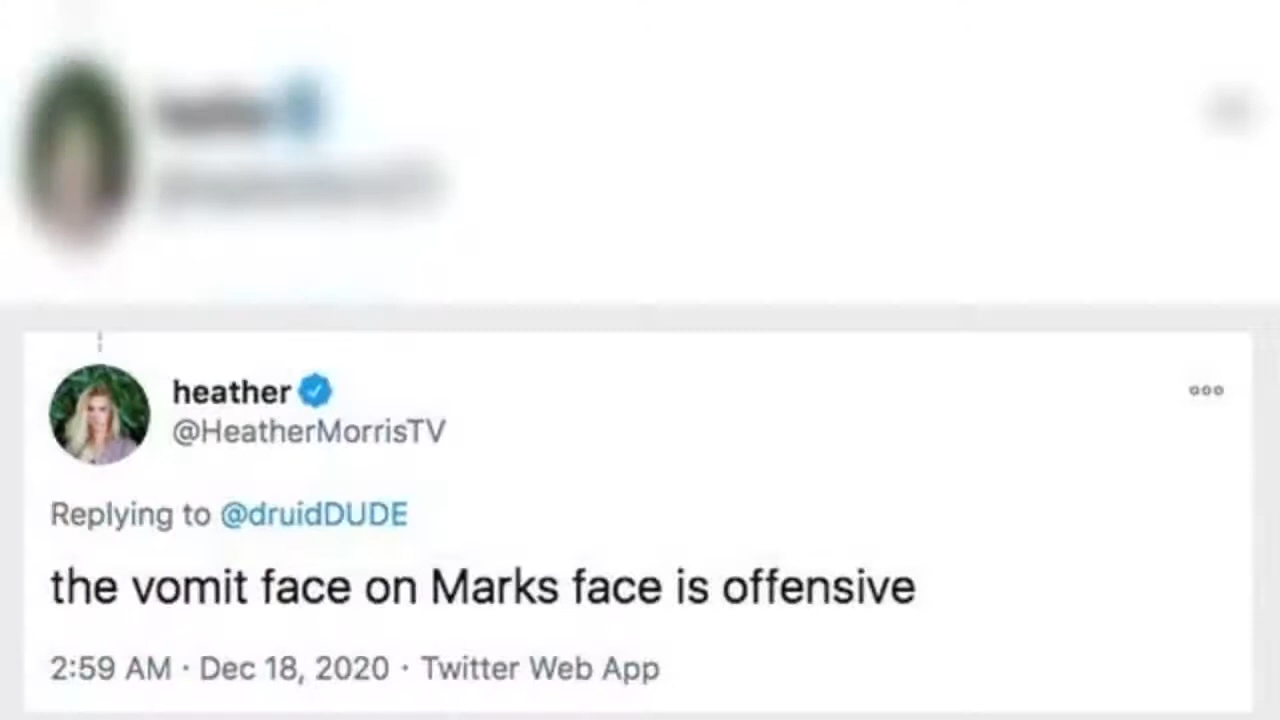 heather
@HeatherMorrisTV
Replying to @druidDUDE
the vomit face on Marks face is offensive
2:59 AM · Dec 18, 2020 · Twitter Web App